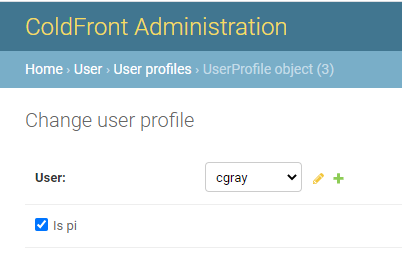 ColdFront Administration
Home › User › User profiles › UserProfile object (3)
Change user profile
User: cgray
Is pi